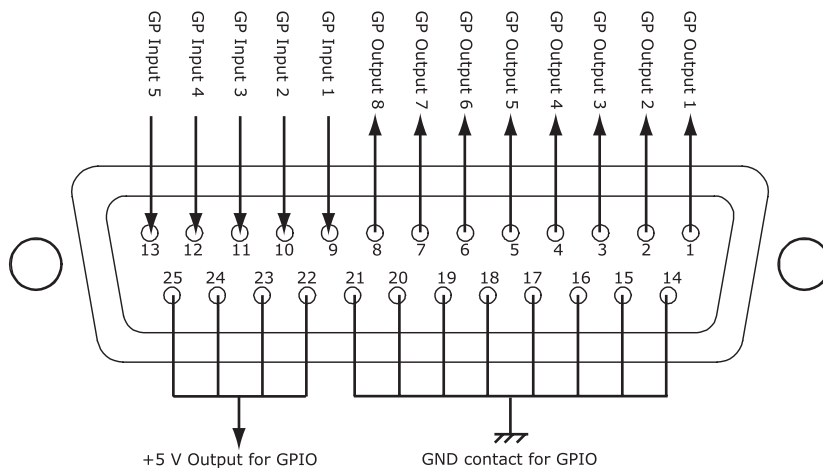 GP Input 5
GP Input 4
GP Input 3
GP Input 2
GP Input 1
GP Output 8
GP Output 7
GP Output 6
GP Output 5
GP Output 4
GP Output 3
GP Output 2
GP Output 1
13 12 11 10 9 8 7 6 5 4 3 2 1
25 24 23 22 21 20 19 18 17 16 15 14
+5 V Output for GPIO
GND contact for GPIO